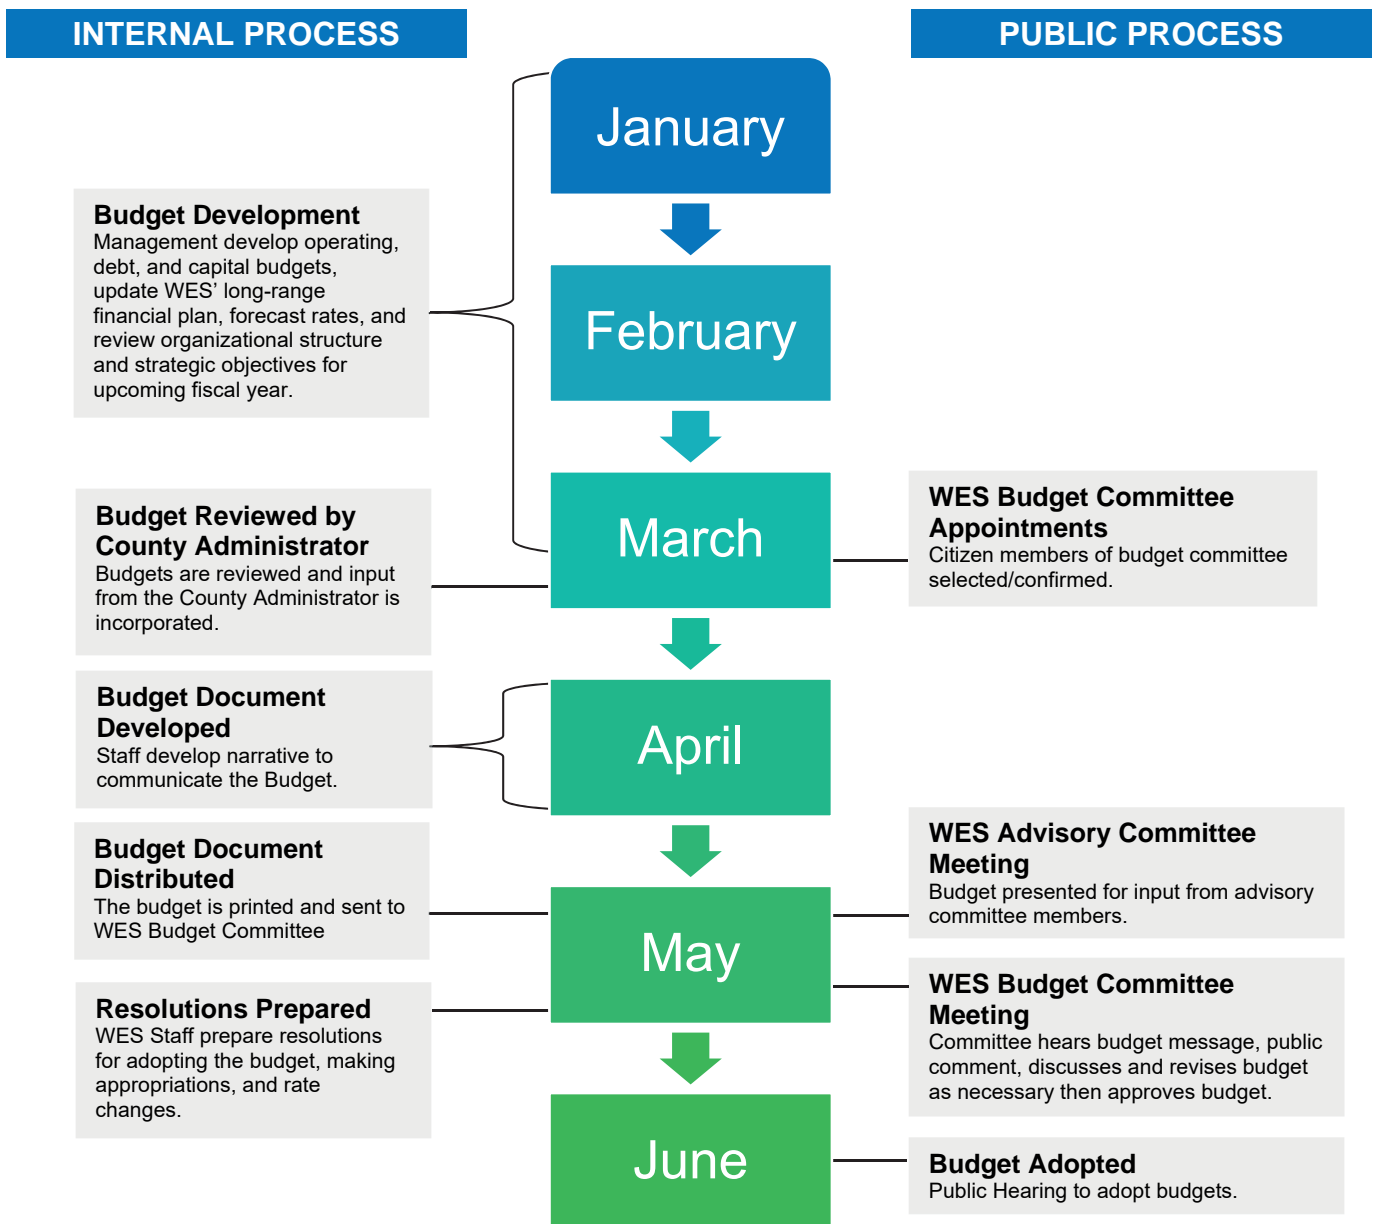 INTERNAL PROCESS
PUBLIC PROCESS
January
Budget Development
Management develop operating,
debt, and capital budgets,
update WES’ long-range
financial plan, forecast rates, and
review organizational structure
and strategic objectives for
upcoming fiscal year.
February
March
Budget Reviewed by
County Administrator
Budgets are reviewed and input
from the County Administrator is
incorporated.
WES Budget Committee
Appointments
Citizen members of budget committee
selected/confirmed.
Budget Document
Developed
Staff develop narrative to
communicate the Budget.
April
Budget Document
Distributed
The budget is printed and sent to
WES Budget Committee
WES Advisory Committee
Meeting
Budget presented for input from advisory
committee members.
May
Resolutions Prepared
WES Staff prepare resolutions
for adopting the budget, making
appropriations, and rate
changes.
WES Budget Committee
Meeting
Committee hears budget message, public
comment, discusses and revises budget
as necessary then approves budget.
June
Budget Adopted
Public Hearing to adopt budgets.